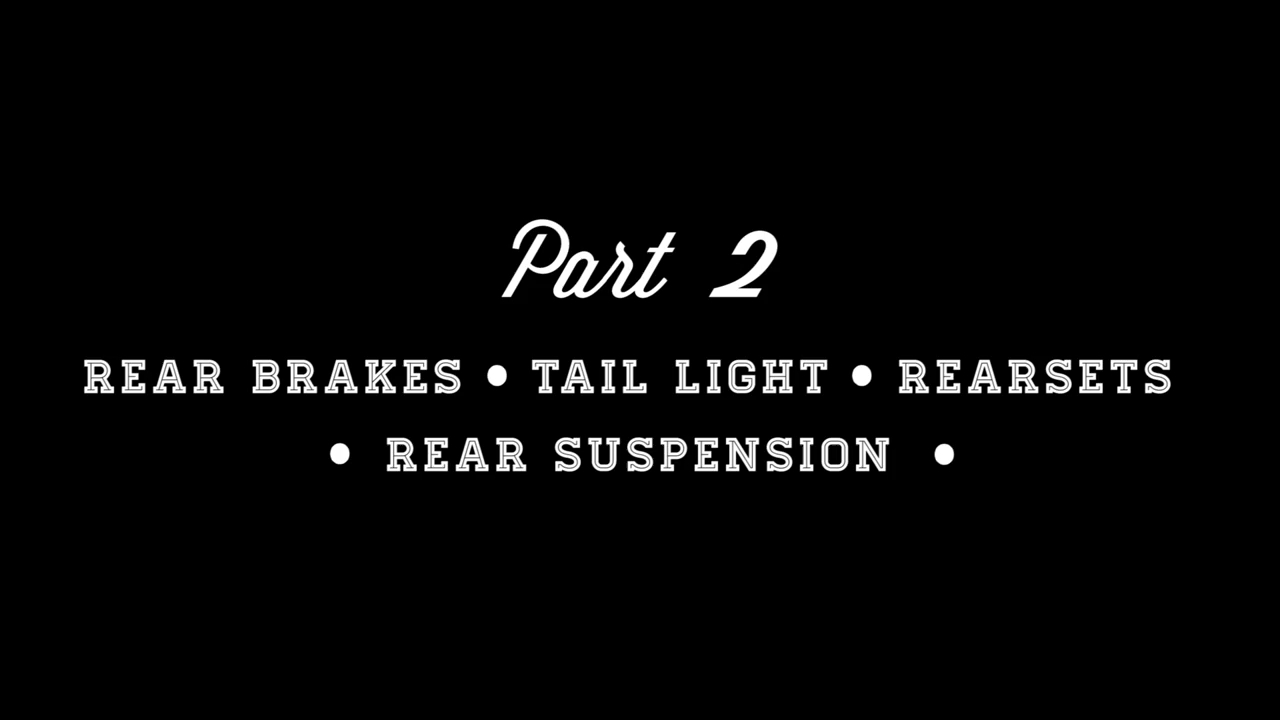 Part 2
REAR BRAKES • TAIL LIGHT • REARSETS
• REAR SUSPENSION •